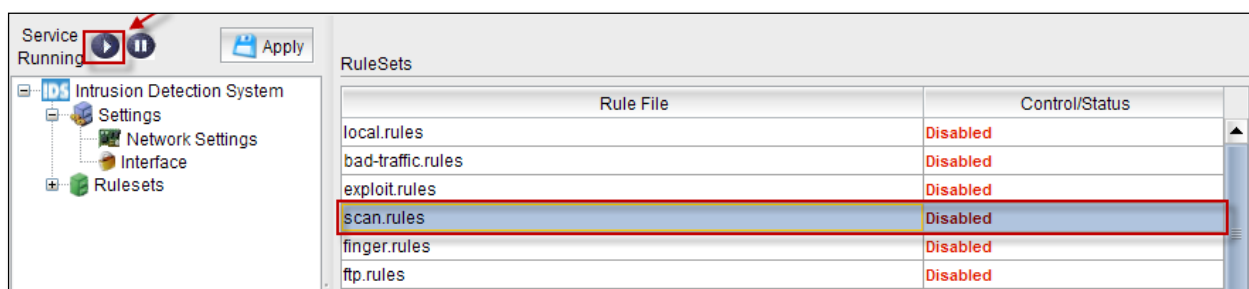 Service
Running
Apply
IDS Intrusion Detection System
Settings
Network Settings
Interface
Rulesets
RuleSets
Rule File Control/Status
local.rules Disabled
bad-traffic.rules Disabled
exploit.rules Disabled
scan.rules Disabled
finger.rules Disabled
ftp.rules Disabled